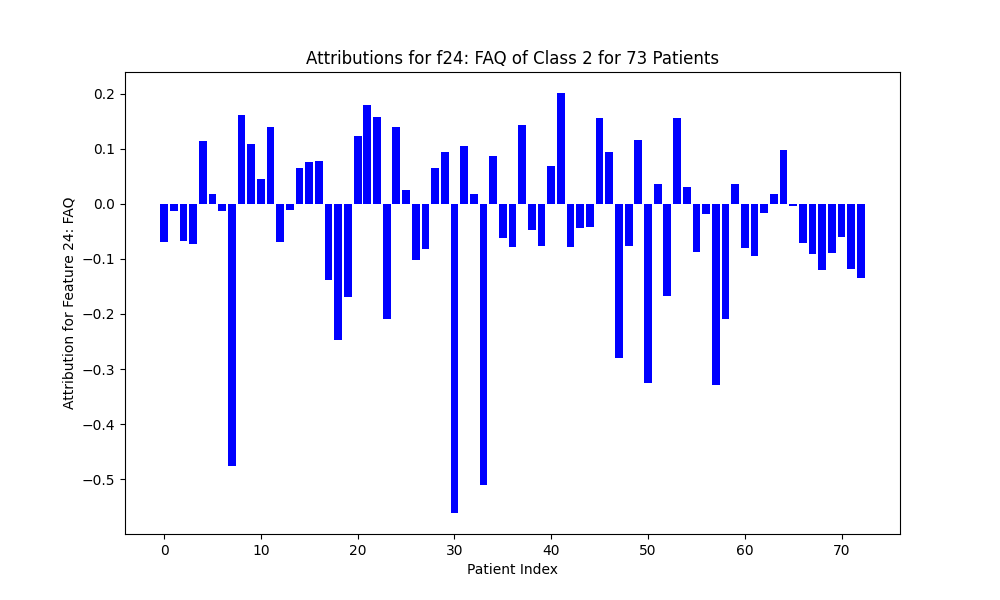 Attributions for f24: FAQ of Class 2 for 73 Patients
Attribution for Feature 24: FAQ
0.2
0.1
0.0
−0.1
−0.2
−0.3
−0.4
−0.5
0 10 20 30 40 50 60 70
Patient Index